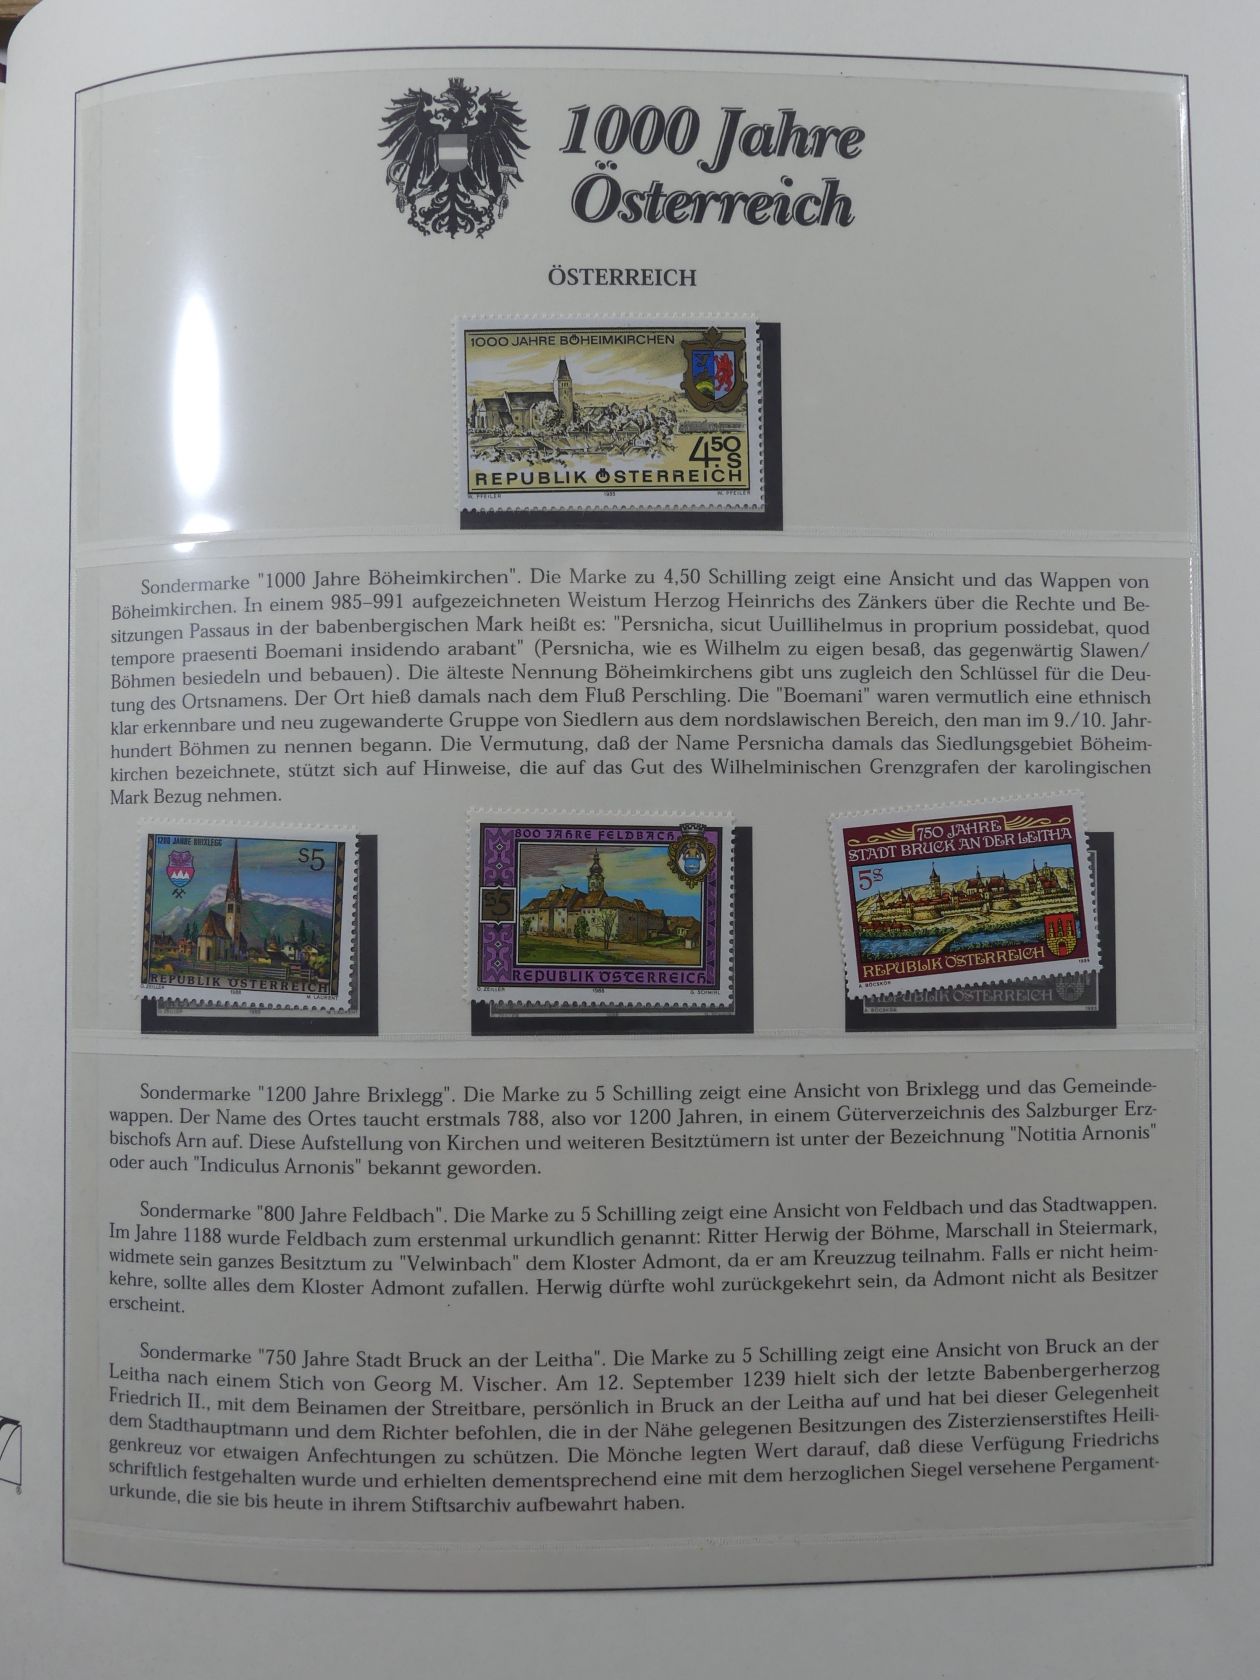 1000 Jahre
Österreich
ÖSTERREICH
1000 JAHRE BÖHEIMKIRCHEN
4.50
S
REPUBLIK ÖSTERREICH
W. PFEILER 1985 W. PFEILER
Sondermarke "1000 Jahre Böheimkirchen". Die Marke zu 4,50 Schilling zeigt eine Ansicht und das Wappen von
Böheimkirchen. In einem 985–991 aufgezeichneten Weistum Herzog Heinrichs des Zänkers über die Rechte und Be-
sitzungen Passaus in der babenbergischen Mark heißt es: "Persnicha, sicut Uuillihelmus in proprium possidebat, quod
tempore praesenti Boemani insidendo arabant" (Persnicha, wie es Wilhelm zu eigen besaß, das gegenwärtig Slawen/
Böhmen besiedeln und bebauen). Die älteste Nennung Böheimkirchens gibt uns zugleich den Schlüssel für die Deu-
tung des Ortsnamens. Der Ort hieß damals nach dem Fluß Perschling. Die "Boemani" waren vermutlich eine ethnisch
klar erkennbare und neu zugewanderte Gruppe von Siedlern aus dem nordslawischen Bereich, den man im 9./10. Jahr-
hundert Böhmen zu nennen begann. Die Vermutung, daß der Name Persnicha damals das Siedlungsgebiet Böheim-
kirchen bezeichnete, stützt sich auf Hinweise, die auf das Gut des Wilhelminischen Grenzgrafen der karolingischen
Mark Bezug nehmen.
1200 JAHRE BRIXLEGG
S5
REPUBLIK ÖSTERREICH
O. ZEILLER 1988 M. LAURENT
O. ZEILLER 1988 M. LAURENT
800 JAHRE FELDBACH
S5
REPUBLIK ÖSTERREICH
O. ZEILLER 1988 G. SCHMIRL
750 JAHRE
STADT BRUCK AN DER LEITHA
5S
REPUBLIK ÖSTERREICH
A. BÖCSKÖR 1989
REPUBLIK ÖSTERREICH
A. BÖCSKÖR
Sondermarke "1200 Jahre Brixlegg". Die Marke zu 5 Schilling zeigt eine Ansicht von Brixlegg und das Gemeinde-
wappen. Der Name des Ortes taucht erstmals 788, also vor 1200 Jahren, in einem Güterverzeichnis des Salzburger Erz-
bischofs Arn auf. Diese Aufstellung von Kirchen und weiteren Besitztümern ist unter der Bezeichnung "Notitia Arnonis"
oder auch "Indiculus Arnonis" bekannt geworden.
Sondermarke "800 Jahre Feldbach". Die Marke zu 5 Schilling zeigt eine Ansicht von Feldbach und das Stadtwappen.
Im Jahre 1188 wurde Feldbach zum erstenmal urkundlich genannt: Ritter Herwig der Böhme, Marschall in Steiermark,
widmete sein ganzes Besitztum zu "Velwinbach" dem Kloster Admont, da er am Kreuzzug teilnahm. Falls er nicht heim-
kehre, sollte alles dem Kloster Admont zufallen. Herwig dürfte wohl zurückgekehrt sein, da Admont nicht als Besitzer
erscheint.
Sondermarke "750 Jahre Stadt Bruck an der Leitha". Die Marke zu 5 Schilling zeigt eine Ansicht von Bruck an der
Leitha nach einem Stich von Georg M. Vischer. Am 12. September 1239 hielt sich der letzte Babenbergerherzog
Friedrich II., mit dem Beinamen der Streitbare, persönlich in Bruck an der Leitha auf und hat bei dieser Gelegenheit
dem Stadthauptmann und dem Richter befohlen, die in der Nähe gelegenen Besitzungen des Zisterzienserstiftes Heili-
genkreuz vor etwaigen Anfechtungen zu schützen. Die Mönche legten Wert darauf, daß diese Verfügung Friedrichs
schriftlich festgehalten wurde und erhielten dementsprechend eine mit dem herzoglichen Siegel versehene Pergament-
urkunde, die sie bis heute in ihrem Stiftsarchiv aufbewahrt haben.